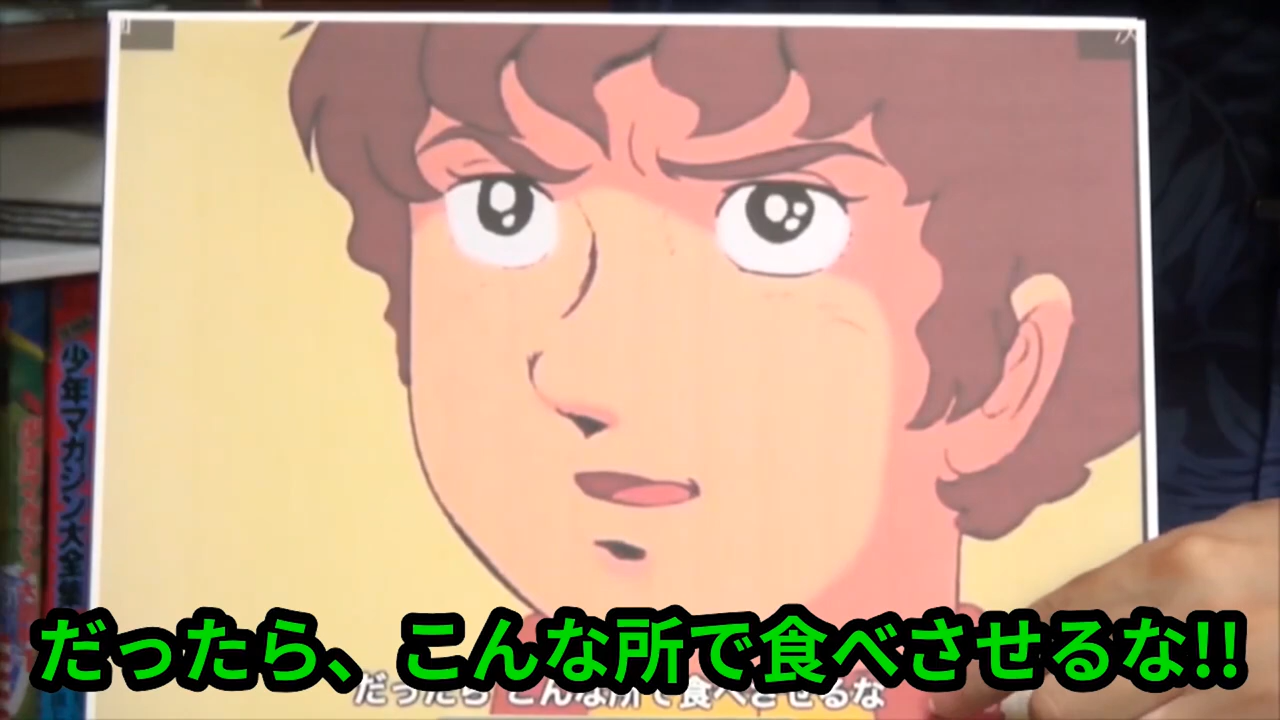 少年マガジン大全集
だったら、こんな所で食べさせるな!!
だったら こんな所で食べさせるな